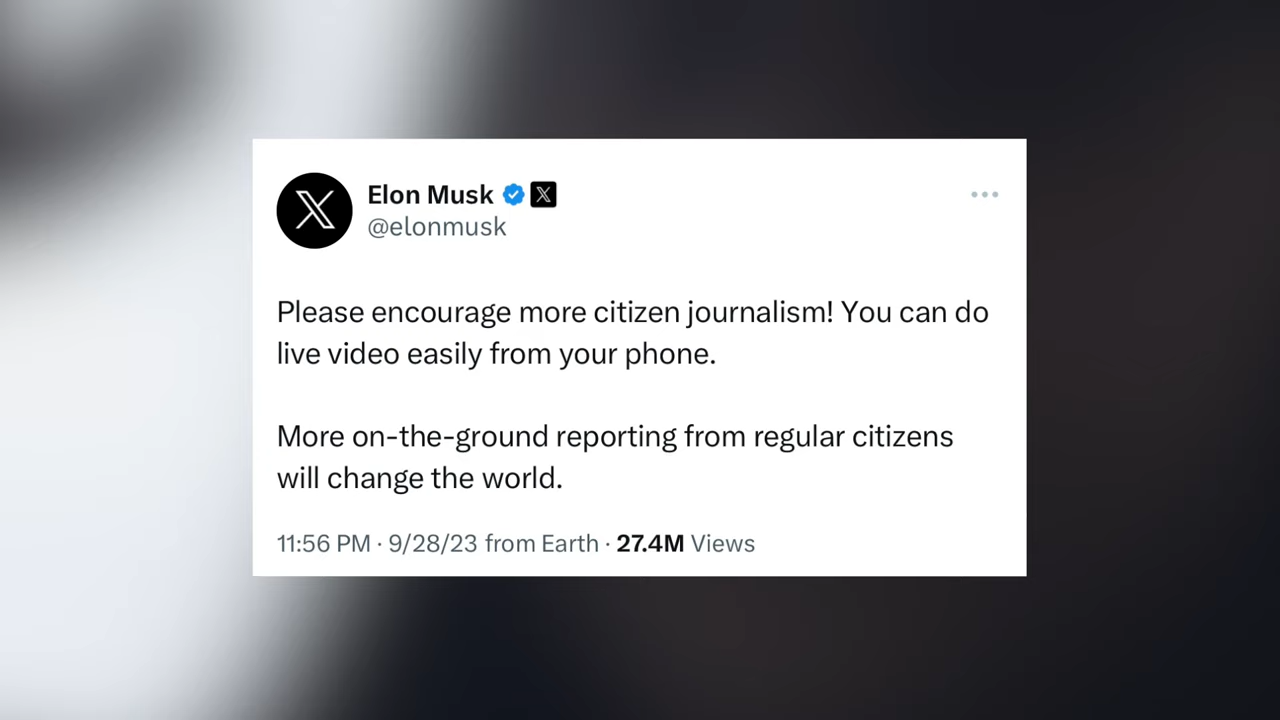 Elon Musk
@elonmusk
Please encourage more citizen journalism! You can do
live video easily from your phone.
More on-the-ground reporting from regular citizens
will change the world.
11:56 PM · 9/28/23 from Earth · 27.4M Views